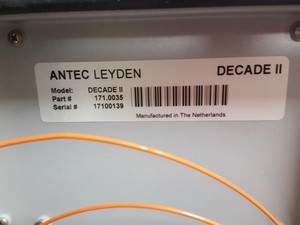 ANTEC LEYDEN DECADE II
Model: DECADE II
Part # 171.0035
Serial # 17100139
Manufactured in The Netherlands